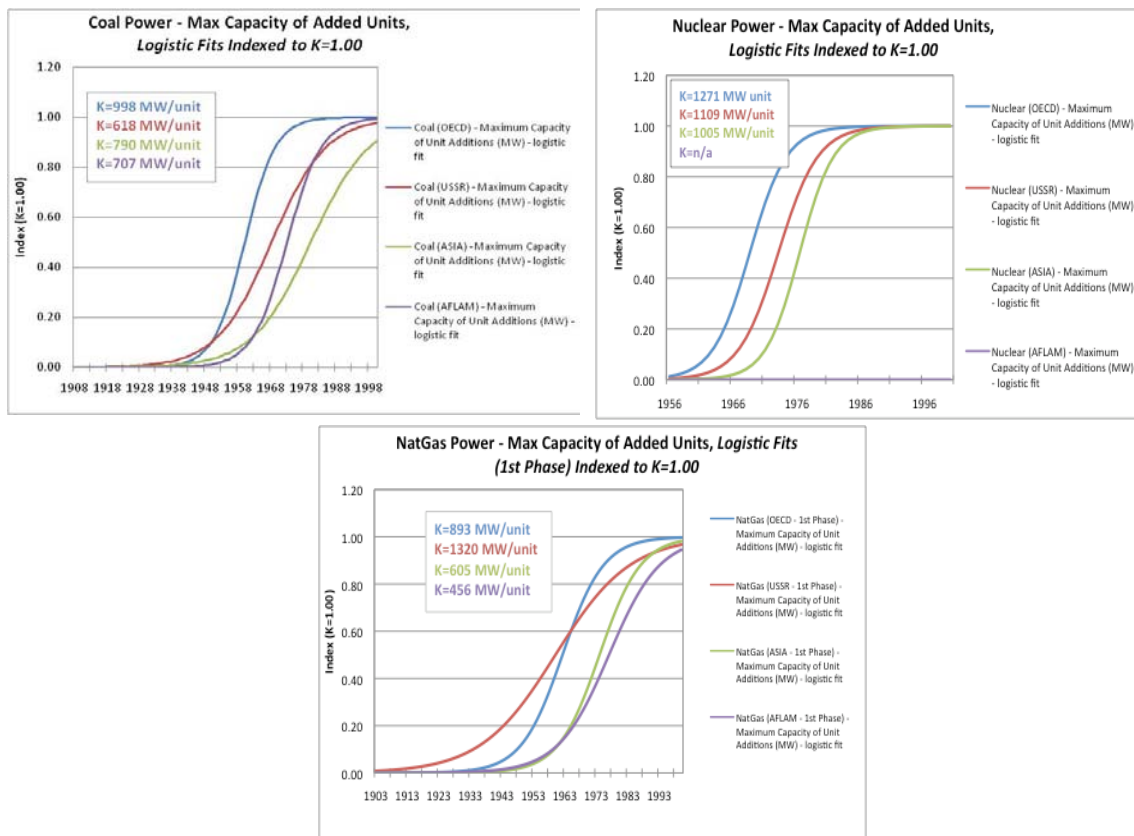 Coal Power - Max Capacity of Added Units,
Logistic Fits Indexed to K=1.00
1.20
1.00
0.80
0.60
0.40
0.20
0.00
Index (K=1.00)
K=998 MW/unit
K=618 MW/unit
K=790 MW/unit
K=707 MW/unit
1908 1918 1928 1938 1948 1958 1968 1978 1988 1998
Coal (OECD) - Maximum Capacity
of Unit Additions (MW) - logistic
fit
Coal (USSR) - Maximum Capacity
of Unit Additions (MW) - logistic
fit
Coal (ASIA) - Maximum Capacity
of Unit Additions (MW) - logistic
fit
Coal (AFLAM) - Maximum
Capacity of Unit Additions (MW) -
logistic fit
Nuclear Power - Max Capacity of Added Units,
Logistic Fits Indexed to K=1.00
1.20
1.00
0.80
0.60
0.40
0.20
0.00
Index (K=1.00)
K=1271 MW unit
K=1109 MW/unit
K=1005 MW/unit
K=n/a
1956 1966 1976 1986 1996
Nuclear (OECD) - Maximum
Capacity of Unit Additions (MW)
- logistic fit
Nuclear (USSR) - Maximum
Capacity of Unit Additions (MW)
- logistic fit
Nuclear (ASIA) - Maximum
Capacity of Unit Additions (MW)
- logistic fit
Nuclear (AFLAM) - Maximum
Capacity of Unit Additions (MW)
- logistic fit
NatGas Power - Max Capacity of Added Units, Logistic Fits
(1st Phase) Indexed to K=1.00
1.20
1.00
0.80
0.60
0.40
0.20
0.00
Index (K=1.00)
K=893 MW/unit
K=1320 MW/unit
K=605 MW/unit
K=456 MW/unit
1903 1913 1923 1933 1943 1953 1963 1973 1983 1993
NatGas (OECD - 1st Phase) -
Maximum Capacity of Unit
Additions (MW) - logistic fit
NatGas (USSR - 1st Phase) -
Maximum Capacity of Unit
Additions (MW) - logistic fit
NatGas (ASIA - 1st Phase) -
Maximum Capacity of Unit
Additions (MW) - logistic fit
NatGas (AFLAM - 1st Phase) -
Maximum Capacity of Unit
Additions (MW) - logistic fit